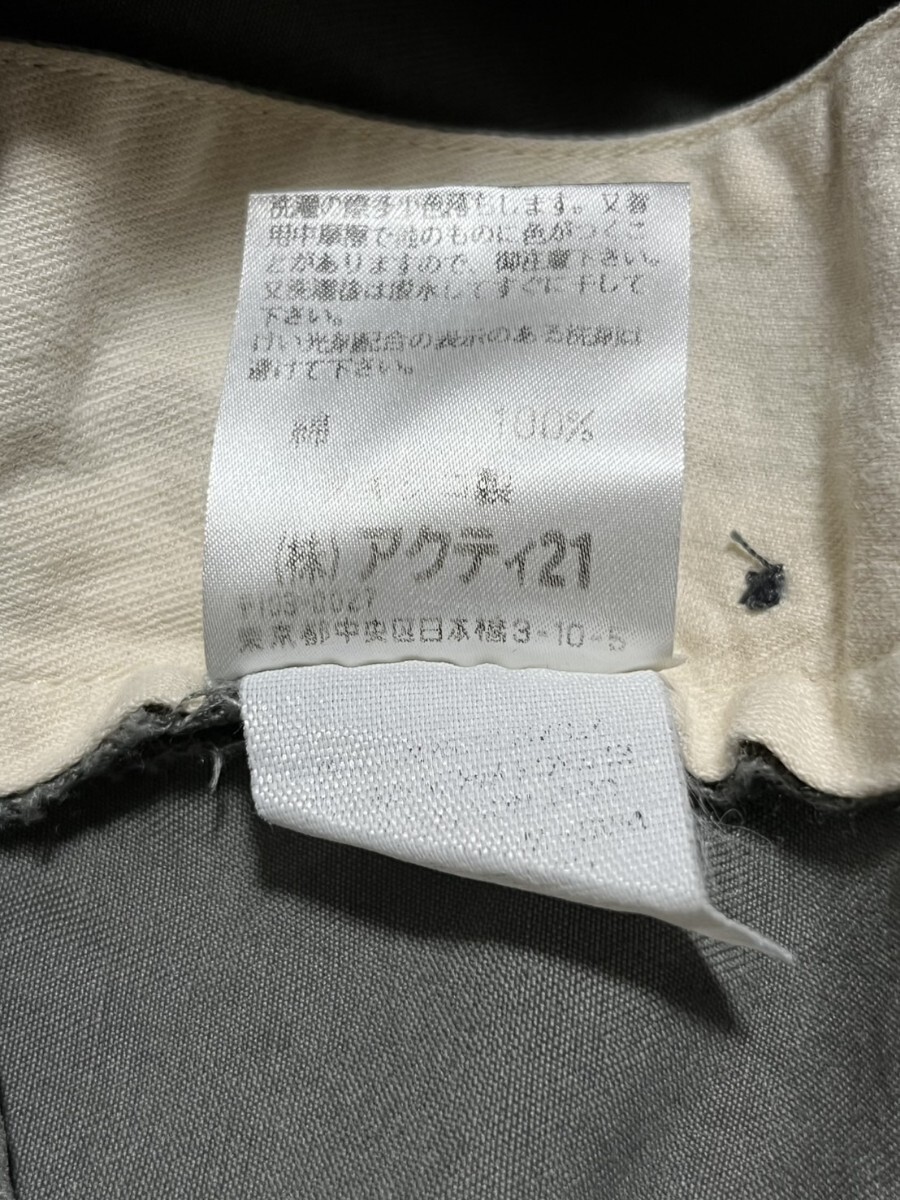 洗濯の際多少色落ちします。又着
用中摩擦で他のものに色がつくこ
とがありますので、御注意下さい。
又洗濯後は脱水してすぐに干して
下さい。
けい光剤配合の表示のある洗剤は
避けて下さい。
綿 100%
製
(株)アクティ21
〒103-0027
東京都中央区日本橋3-10-5